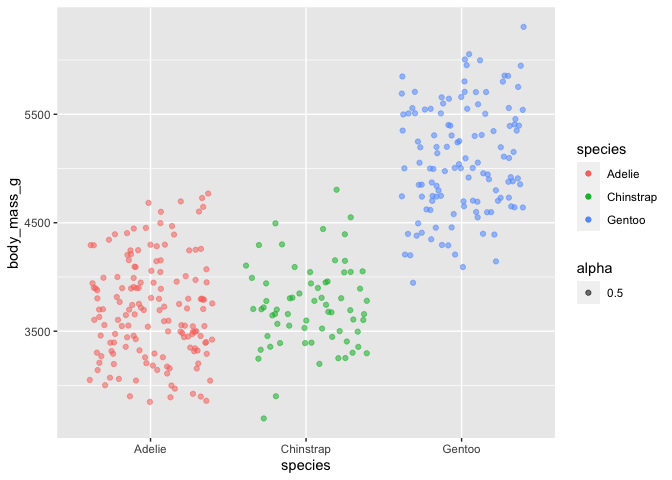 body_mass_g
5500
4500
3500
Adelie
Chinstrap
Gentoo
species
species
Adelie
Chinstrap
Gentoo
alpha
0.5